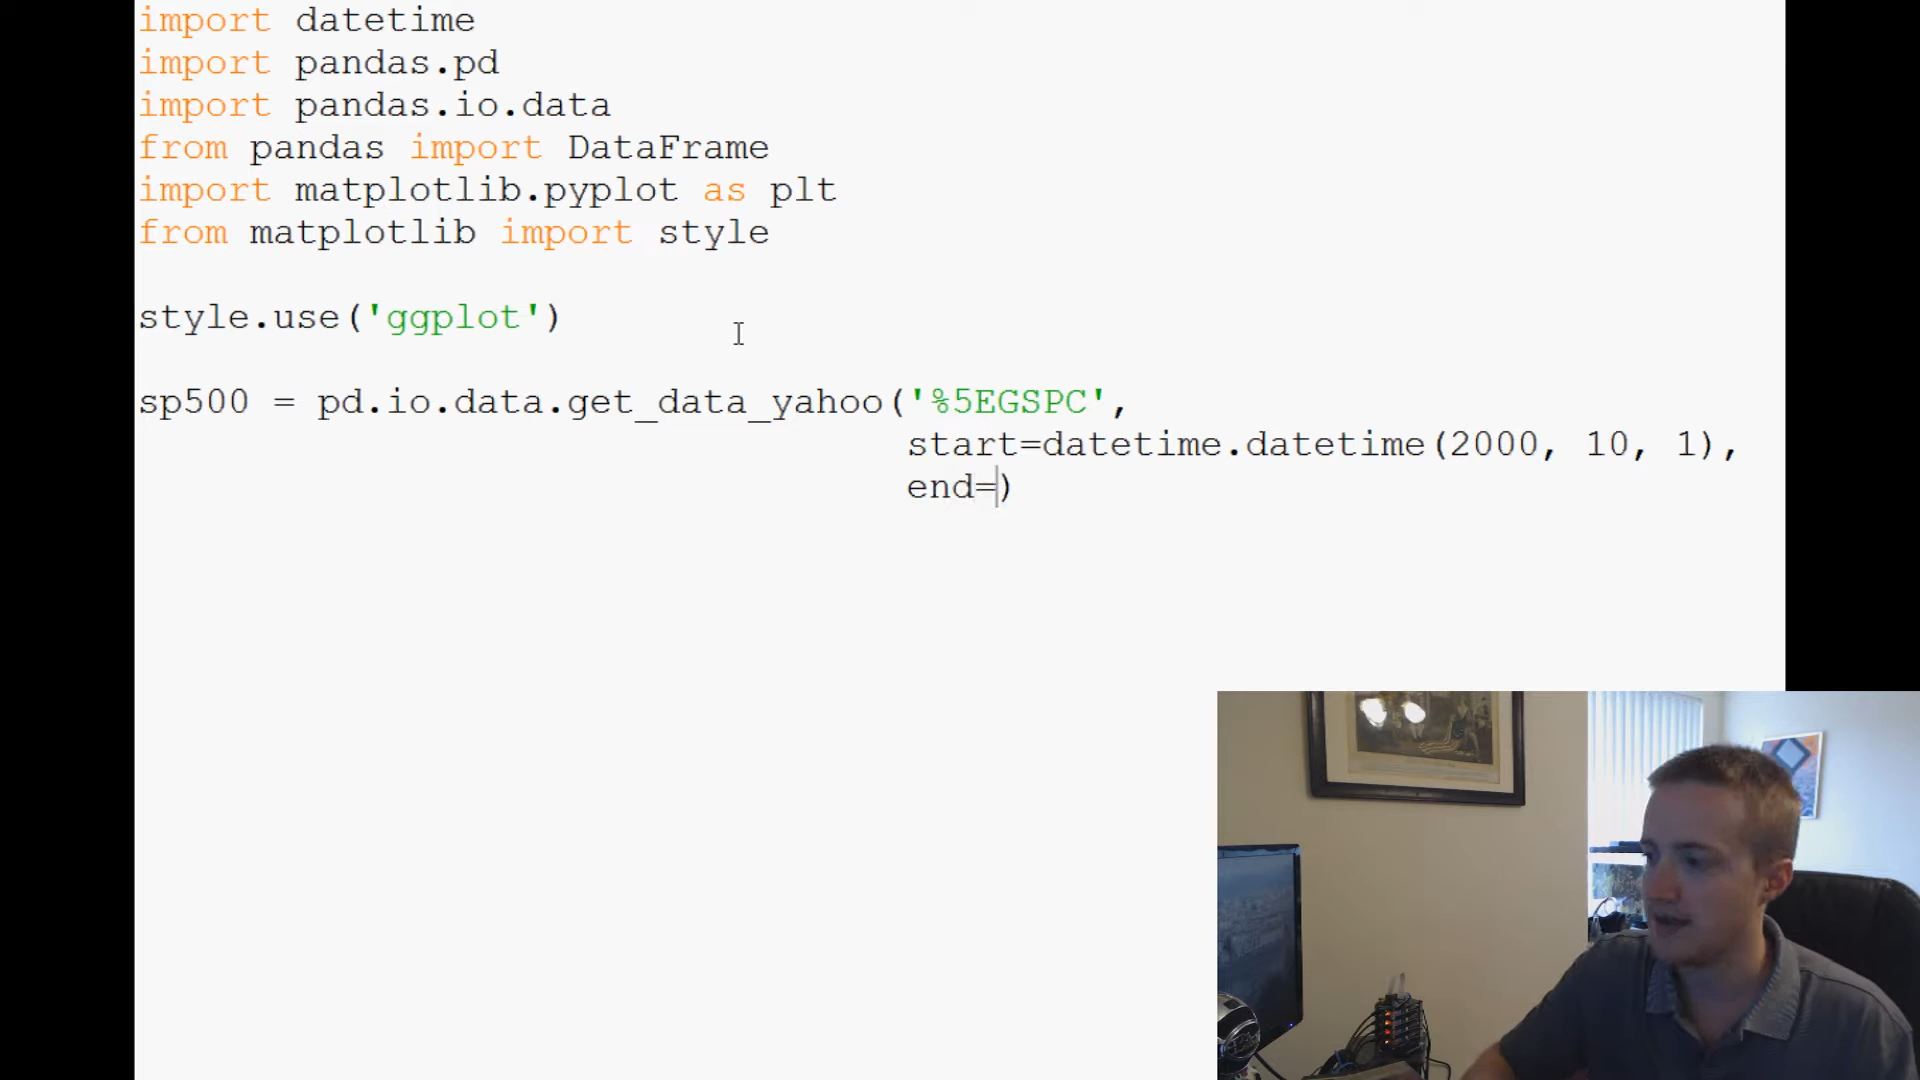 import datetime
import pandas.pd
import pandas.io.data
from pandas import DataFrame
import matplotlib.pyplot as plt
from matplotlib import style
style.use('ggplot')
sp500 = pd.io.data.get_data_yahoo('%5EGSPC',
start=datetime.datetime(2000, 10, 1),
end=)